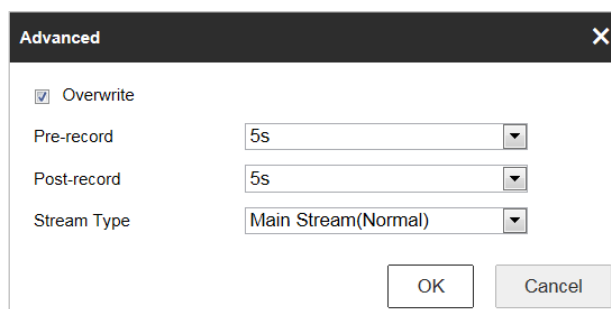 Advanced
Overwrite
Pre-record 5s
Post-record 5s
Stream Type Main Stream(Normal)
OK Cancel